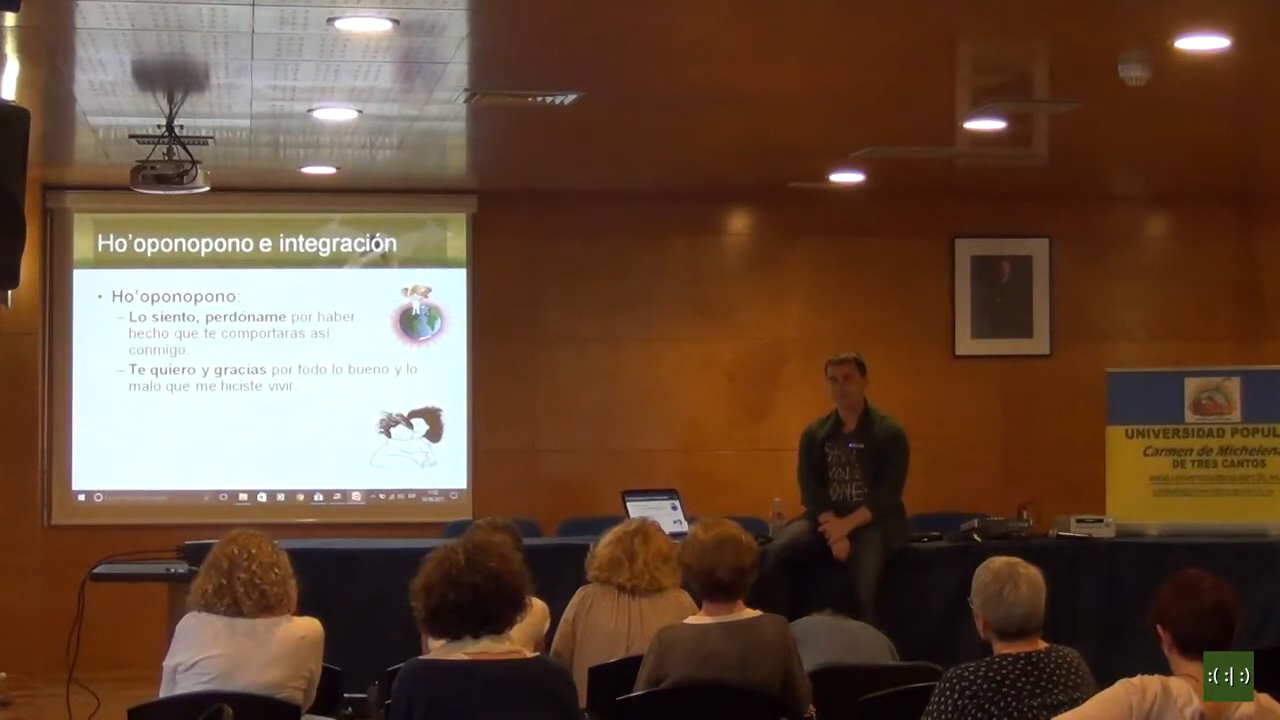 Ho'oponopono e integración
• Ho'oponopono:
– Lo siento, perdóname por haber
hecho que te comportaras así
conmigo.
– Te quiero y gracias por todo lo bueno y lo
malo que me hiciste vivir.
UNIVERSIDAD POPUL
Carmen de Michelena
DE TRES CANTOS
:( :| :)